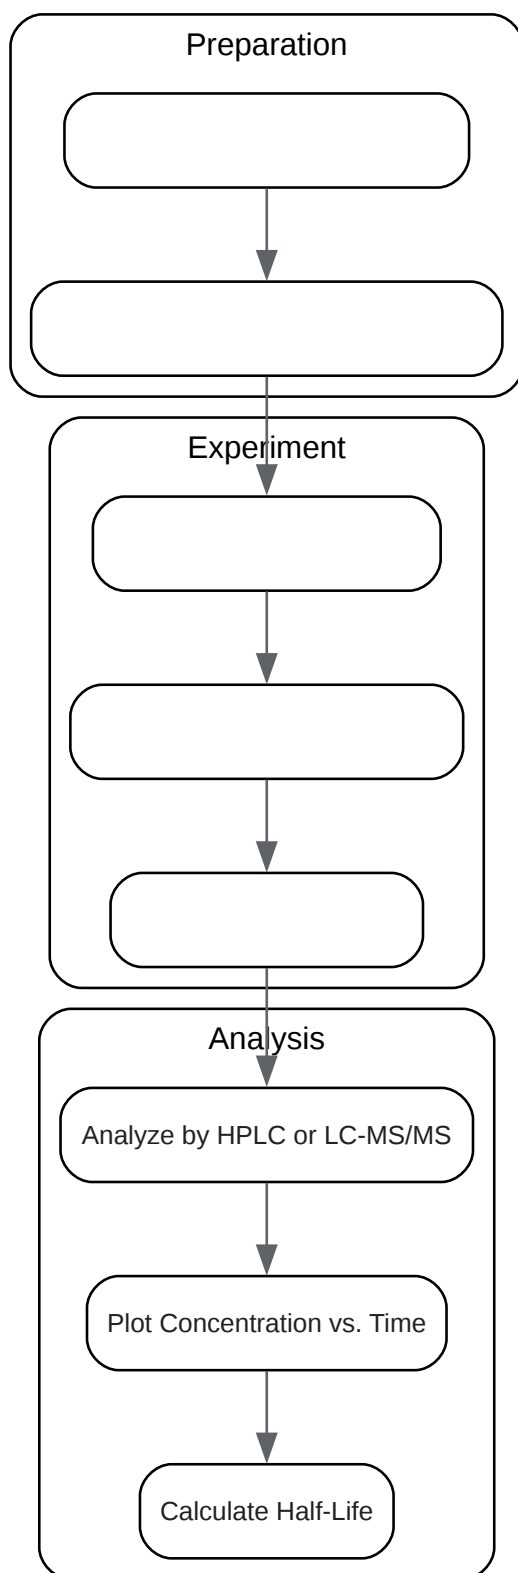 Preparation
Experiment
Analysis
Analyze by HPLC or LC-MS/MS
Plot Concentration vs. Time
Calculate Half-Life